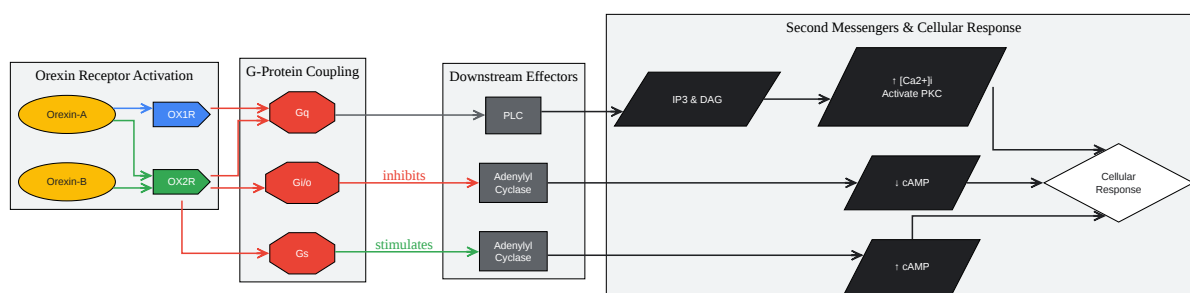 Orexin Receptor Activation
Orexin-A
OX1R
Orexin-B
OX2R
G-Protein Coupling
Gq
Gi/o
Gs
inhibits
stimulates
Downstream Effectors
PLC
Adenylyl
Cyclase
Adenylyl
Cyclase
Second Messengers & Cellular Response
IP3 & DAG
↑ [Ca2+]i
Activate PKC
↓ cAMP
↑ cAMP
Cellular
Response